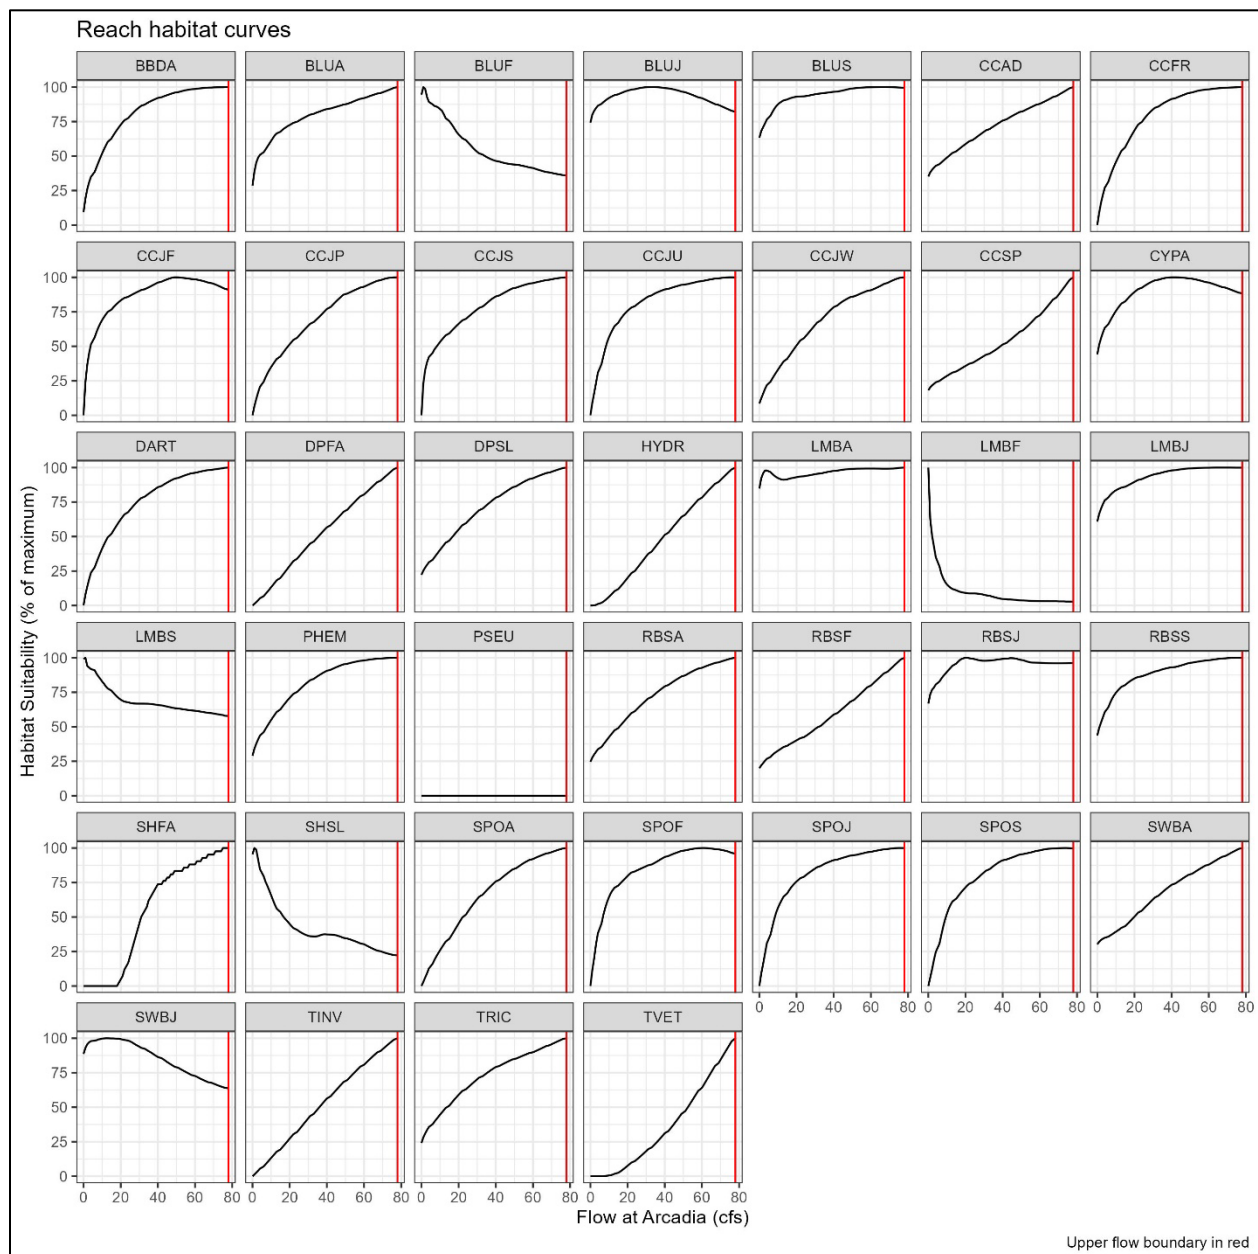 Reach habitat curves
BBDA BLUA BLUF BLUJ BLUS CCAD CCFR
100
75
50
25
0
CCJF CCJP CCJS CCJU CCJW CCSP CYPA
100
75
50
25
0
DART DPFA DPSL HYDR LMBA LMBF LMBJ
100
75
50
25
0
LMBS PHEM PSEU RBSA RBSF RBSJ RBSS
100
75
50
25
0
SHFA SHSL SPOA SPOF SPOJ SPOS SWBA
100
75
50
25
0
0 20 40 60 80 0 20 40 60 80 0 20 40 60 80
SWBJ TINV TRIC TVET
100
75
50
25
0
0 20 40 60 80 0 20 40 60 80 0 20 40 60 80 0 20 40 60 80
Habitat Suitability (% of maximum)
Flow at Arcadia (cfs)
Upper flow boundary in red